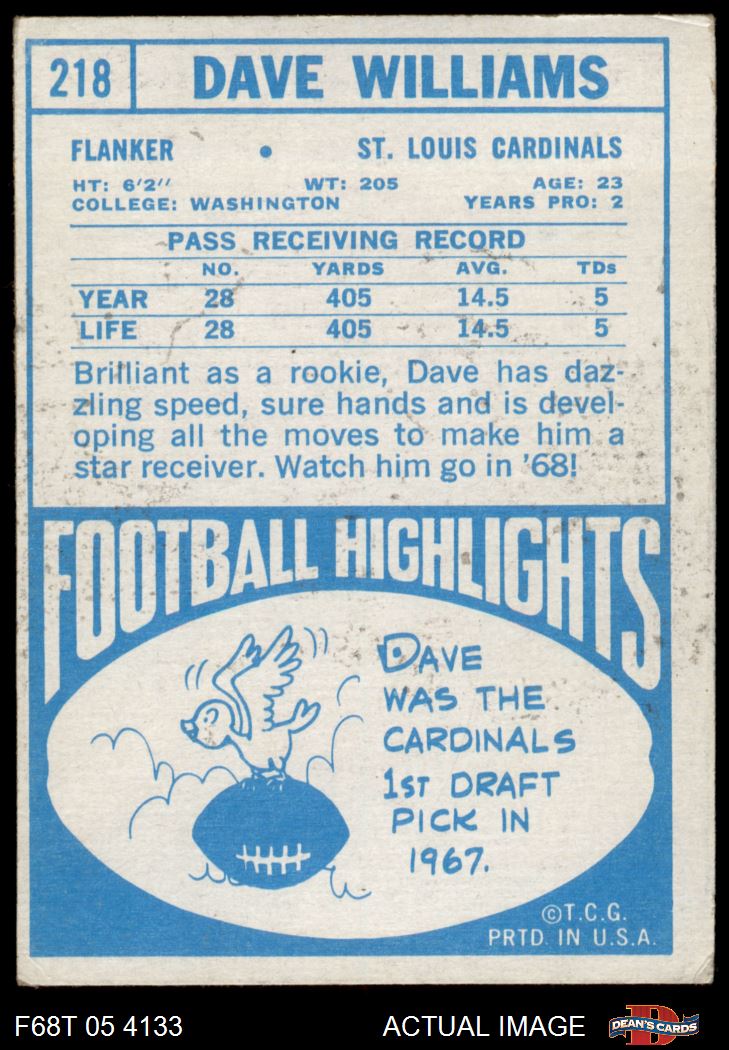 218 DAVE WILLIAMS
FLANKER • ST. LOUIS CARDINALS
HT: 6'2" WT: 205 AGE: 23
COLLEGE: WASHINGTON YEARS PRO: 2
PASS RECEIVING RECORD
NO. YARDS AVG. TDs
YEAR 28 405 14.5 5
LIFE 28 405 14.5 5
Brilliant as a rookie, Dave has daz-
zling speed, sure hands and is devel-
oping all the moves to make him a
star receiver. Watch him go in '68!
FOOTBALL HIGHLIGHTS
DAVE
WAS THE
CARDINALS
1ST DRAFT
PICK IN
1967.
©T.C.G.
PRTD. IN U.S.A.
F68T 05 4133 ACTUAL IMAGE DEAN'S CARDS